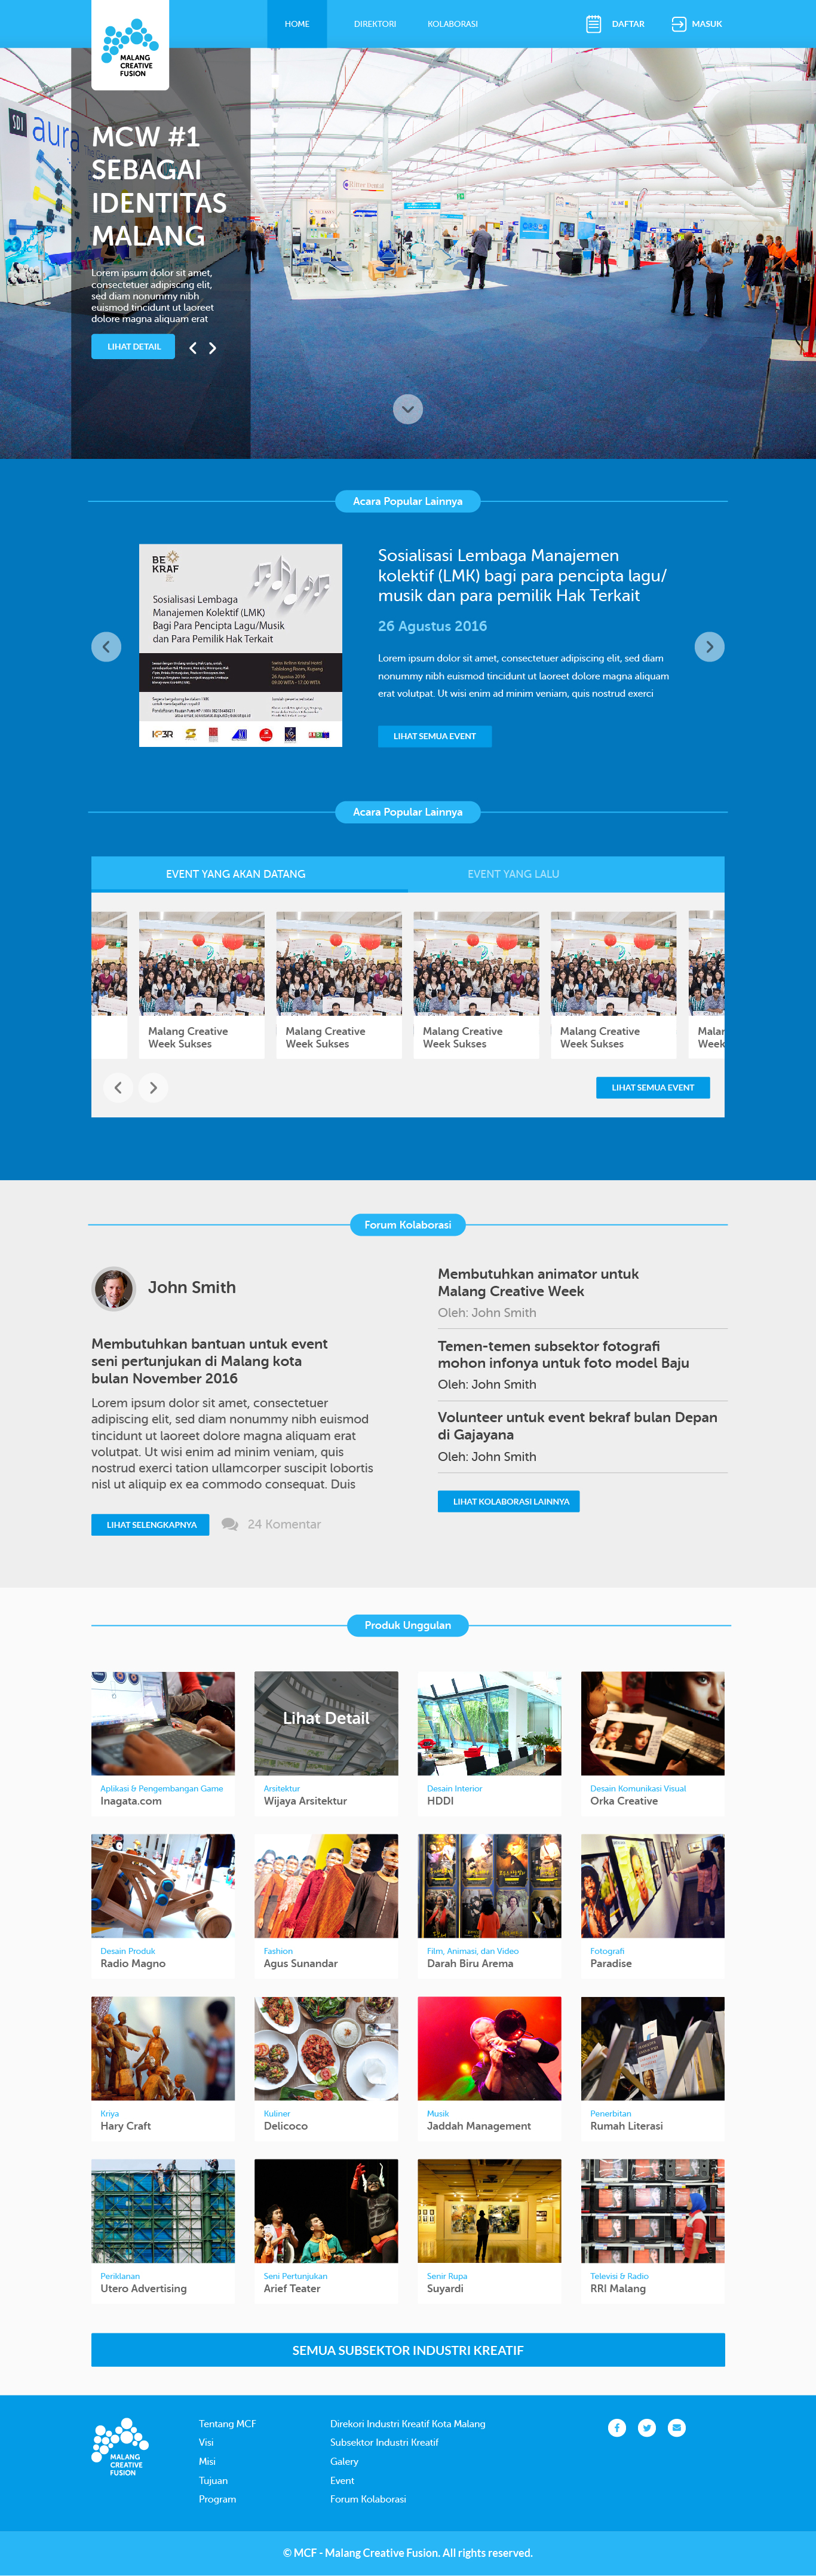 MALANG
CREATIVE
FUSION
HOME
DIREKTORI
KOLABORASI
DAFTAR
MASUK
SDI
aura
MCW #1
SEBAGAI
IDENTITAS
MALANG
Lorem ipsum dolor sit amet,
consectetuer adipiscing elit,
sed diam nonummy nibh
euismod tincidunt ut laoreet
dolore magna aliquam erat
LIHAT DETAIL
Acara Popular Lainnya
BE
KRAF
Sosialisasi Lembaga
Manajemen Kolektif (LMK)
Bagi Para Pencipta Lagu/Musik
dan Para Pemilik Hak Terkait
26 Agustus 2016
Sosialisasi Lembaga Manajemen
kolektif (LMK) bagi para pencipta lagu/
musik dan para pemilik Hak Terkait
26 Agustus 2016
Lorem ipsum dolor sit amet, consectetuer adipiscing elit, sed diam
nonummy nibh euismod tincidunt ut laoreet dolore magna aliquam
erat volutpat. Ut wisi enim ad minim veniam, quis nostrud exerci
LIHAT SEMUA EVENT
Acara Popular Lainnya
EVENT YANG AKAN DATANG
EVENT YANG LALU
Malang Creative
Week Sukses
Malang Creative
Week Sukses
Malang Creative
Week Sukses
Malang Creative
Week Sukses
Malan
Week
LIHAT SEMUA EVENT
Forum Kolaborasi
John Smith
Membutuhkan bantuan untuk event
seni pertunjukan di Malang kota
bulan November 2016
Lorem ipsum dolor sit amet, consectetuer
adipiscing elit, sed diam nonummy nibh euismod
tincidunt ut laoreet dolore magna aliquam erat
volutpat. Ut wisi enim ad minim veniam, quis
nostrud exerci tation ullamcorper suscipit lobortis
nisl ut aliquip ex ea commodo consequat. Duis
LIHAT SELENGKAPNYA
24 Komentar
Membutuhkan animator untuk
Malang Creative Week
Oleh: John Smith
Temen-temen subsektor fotografi
mohon infonya untuk foto model Baju
Oleh: John Smith
Volunteer untuk event bekraf bulan Depan
di Gajayana
Oleh: John Smith
LIHAT KOLABORASI LAINNYA
Produk Unggulan
Lihat Detail
Aplikasi & Pengembangan Game
Inagata.com
Arsitektur
Wijaya Arsitektur
Desain Interior
HDDI
Desain Komunikasi Visual
Orka Creative
Desain Produk
Radio Magno
Fashion
Agus Sunandar
Film, Animasi, dan Video
Darah Biru Arema
Fotografi
Paradise
Kriya
Hary Craft
Kuliner
Delicoco
Musik
Jaddah Management
Penerbitan
Rumah Literasi
Periklanan
Utero Advertising
Seni Pertunjukan
Arief Teater
Senir Rupa
Suyardi
Televisi & Radio
RRI Malang
SEMUA SUBSEKTOR INDUSTRI KREATIF
MALANG
CREATIVE
FUSION
Tentang MCF
Visi
Misi
Tujuan
Program
Direkori Industri Kreatif Kota Malang
Subsektor Industri Kreatif
Galery
Event
Forum Kolaborasi
© MCF - Malang Creative Fusion. All rights reserved.